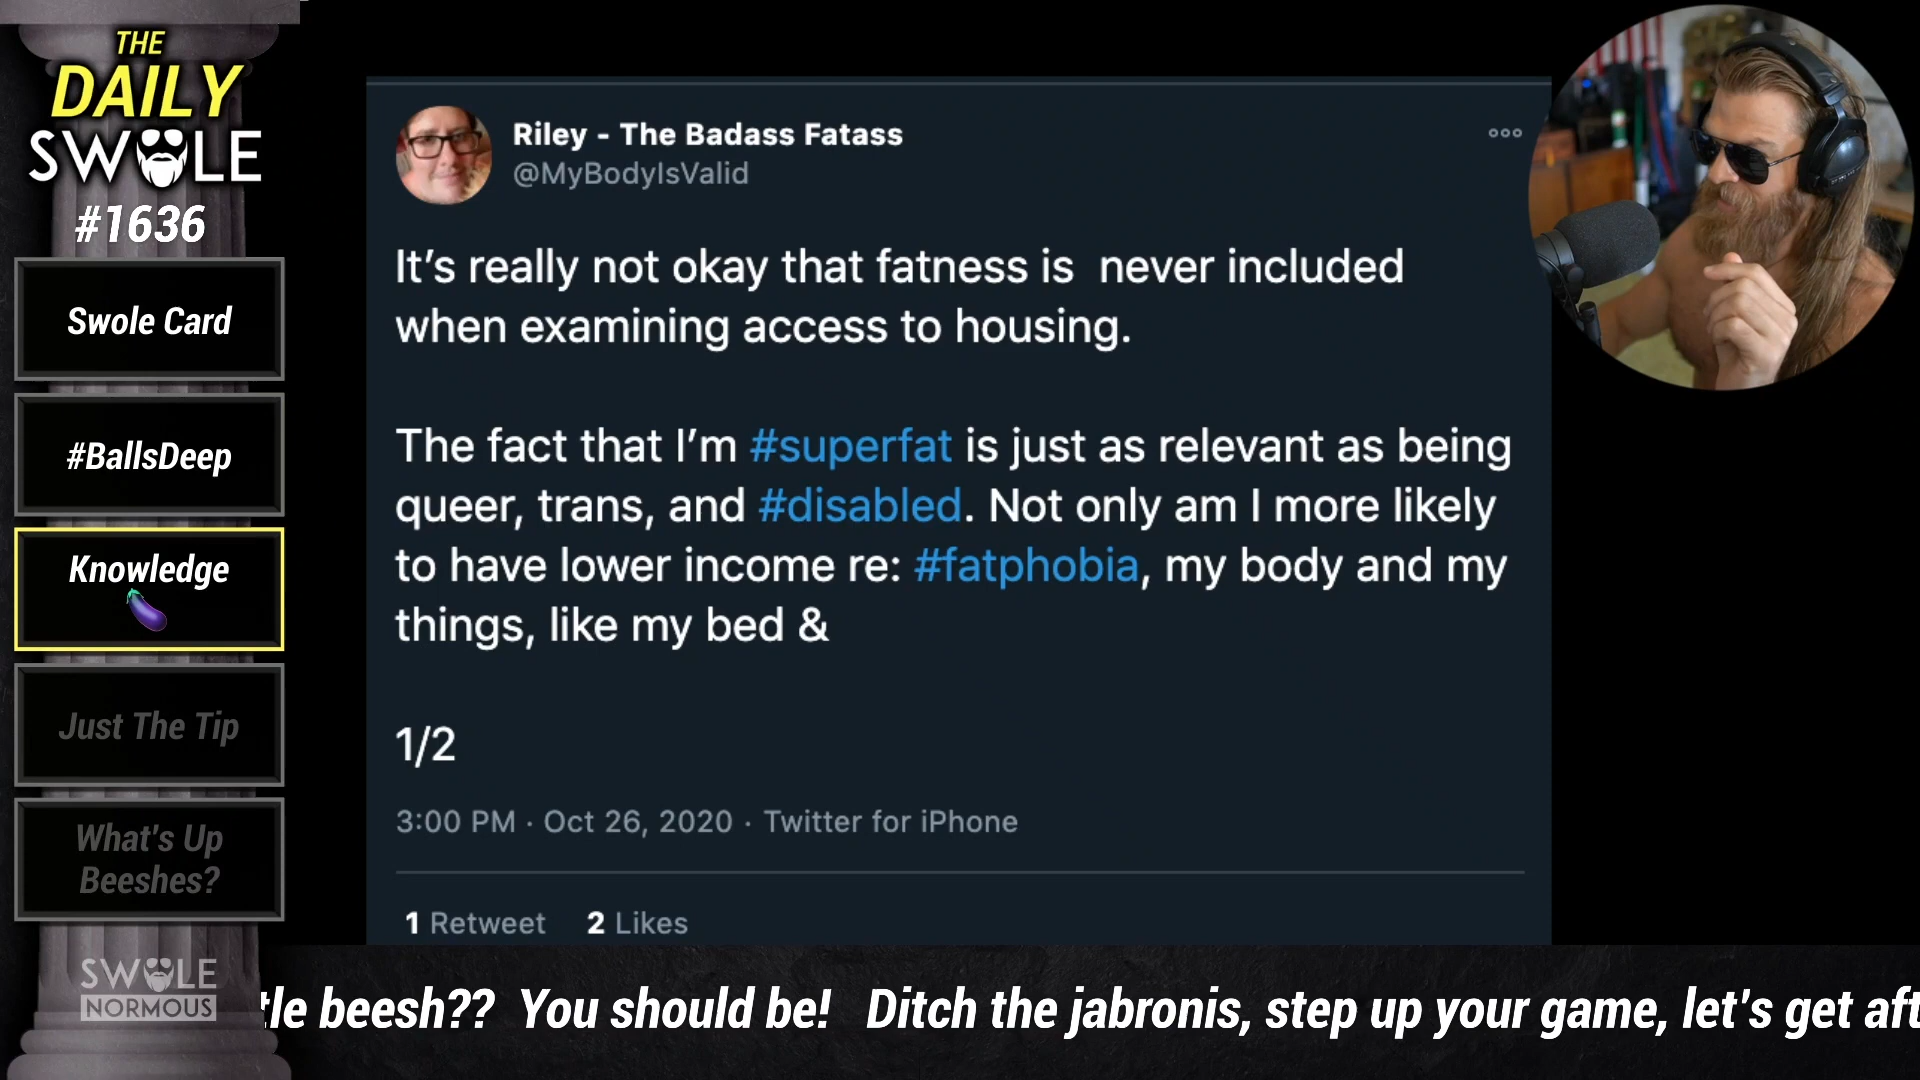 THE
DAILY
SWOLE
#1636
Swole Card
#BallsDeep
Knowledge
Just The Tip
What's Up
Beeshes?
SWOLE
NORMOUS
Riley - The Badass Fatass
@MyBodyIsValid
It’s really not okay that fatness is never included
when examining access to housing.
The fact that I’m #superfat is just as relevant as being
queer, trans, and #disabled. Not only am I more likely
to have lower income re: #fatphobia, my body and my
things, like my bed &
1/2
3:00 PM · Oct 26, 2020 · Twitter for iPhone
1 Retweet 2 Likes
beesh?? You should be! Ditch the jabronis, step up your game, let's get